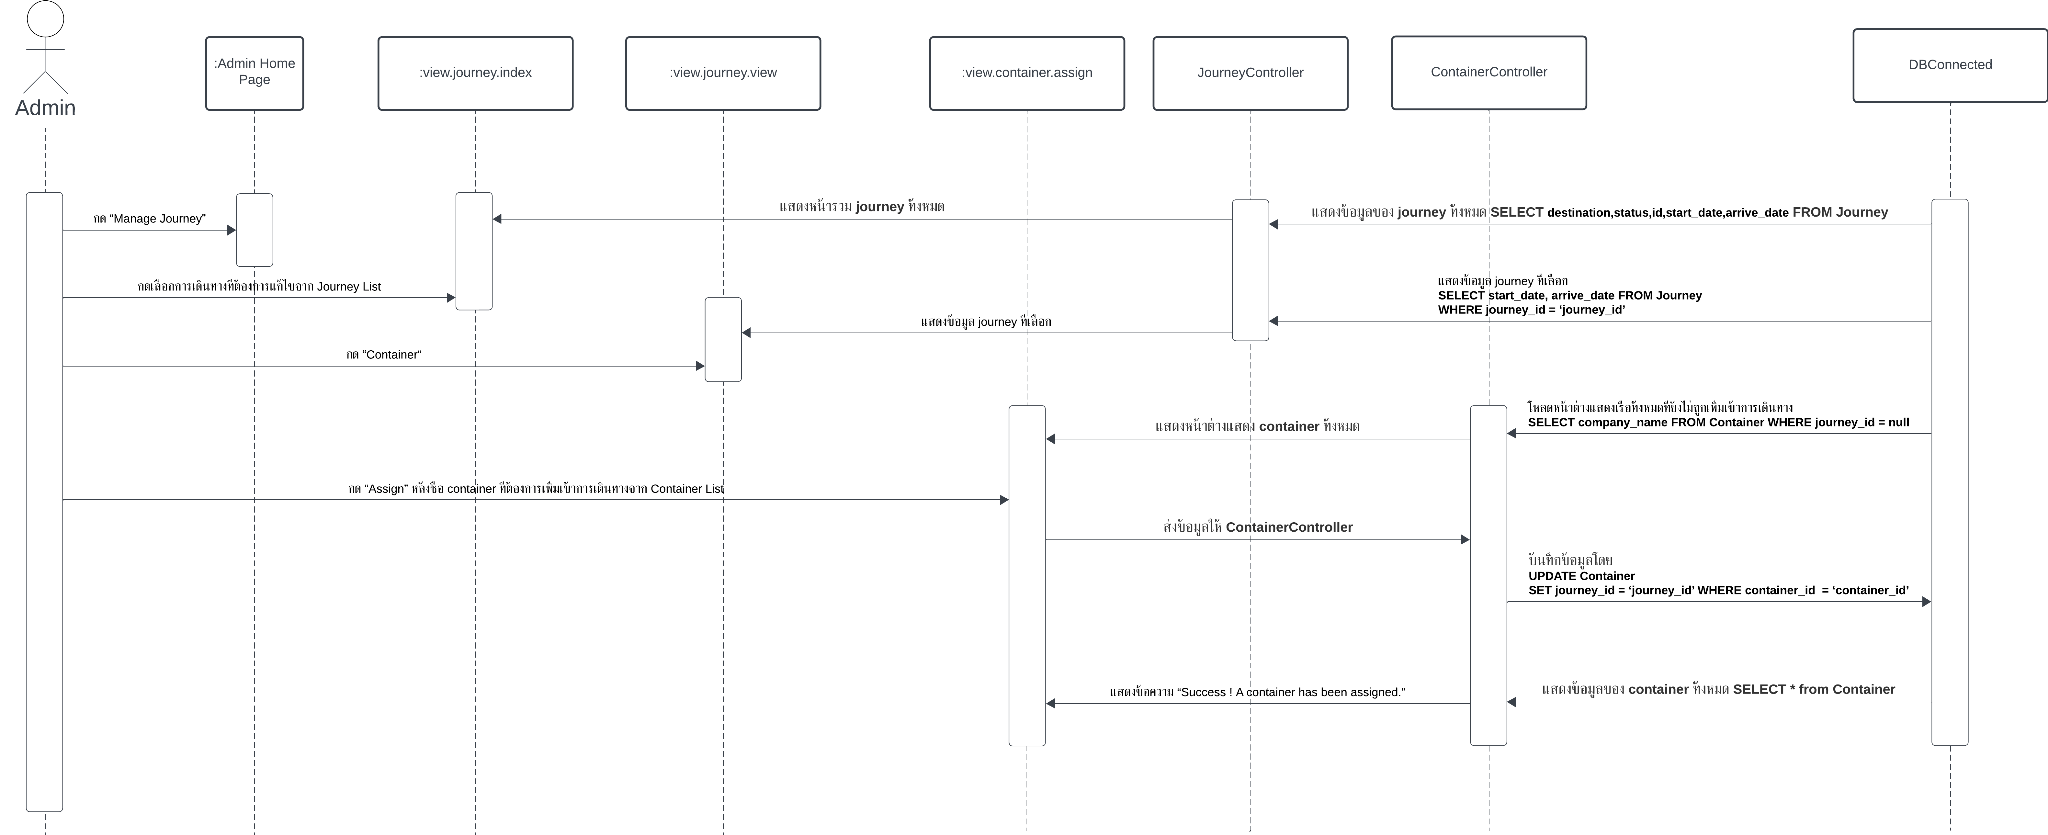 Admin
:Admin Home
Page
:view.journey.index
:view.journey.view
:view.container.assign
JourneyController
ContainerController
DBConnected
กด “Manage Journey”
แสดงหน้ารวม journey ทั้งหมด
แสดงข้อมูลของ journey ทั้งหมด SELECT destination,status,id,start_date,arrive_date FROM Journey
กดเลือกการเดินทางที่ต้องการแก้ไขจาก Journey List
แสดงข้อมูล journey ที่เลือก
SELECT start_date, arrive_date FROM Journey
WHERE journey_id = ‘journey_id’
แสดงข้อมูล journey ที่เลือก
กด “Container“
โหลดหน้าต่างแสดงเรือทั้งหมดที่ยังไม่ถูกเพิ่มเข้าการเดินทาง
SELECT company_name FROM Container WHERE journey_id = null
แสดงหน้าต่างแสดง container ทั้งหมด
กด “Assign” หลังชื่อ container ที่ต้องการเพิ่มเข้าการเดินทางจาก Container List
ส่งข้อมูลให้ ContainerController
บันทึกข้อมูลโดย
UPDATE Container
SET journey_id = ‘journey_id’ WHERE container_id  = ‘container_id’
แสดงข้อความ “Success ! A container has been assigned.”
แสดงข้อมูลของ container ทั้งหมด SELECT * from Container